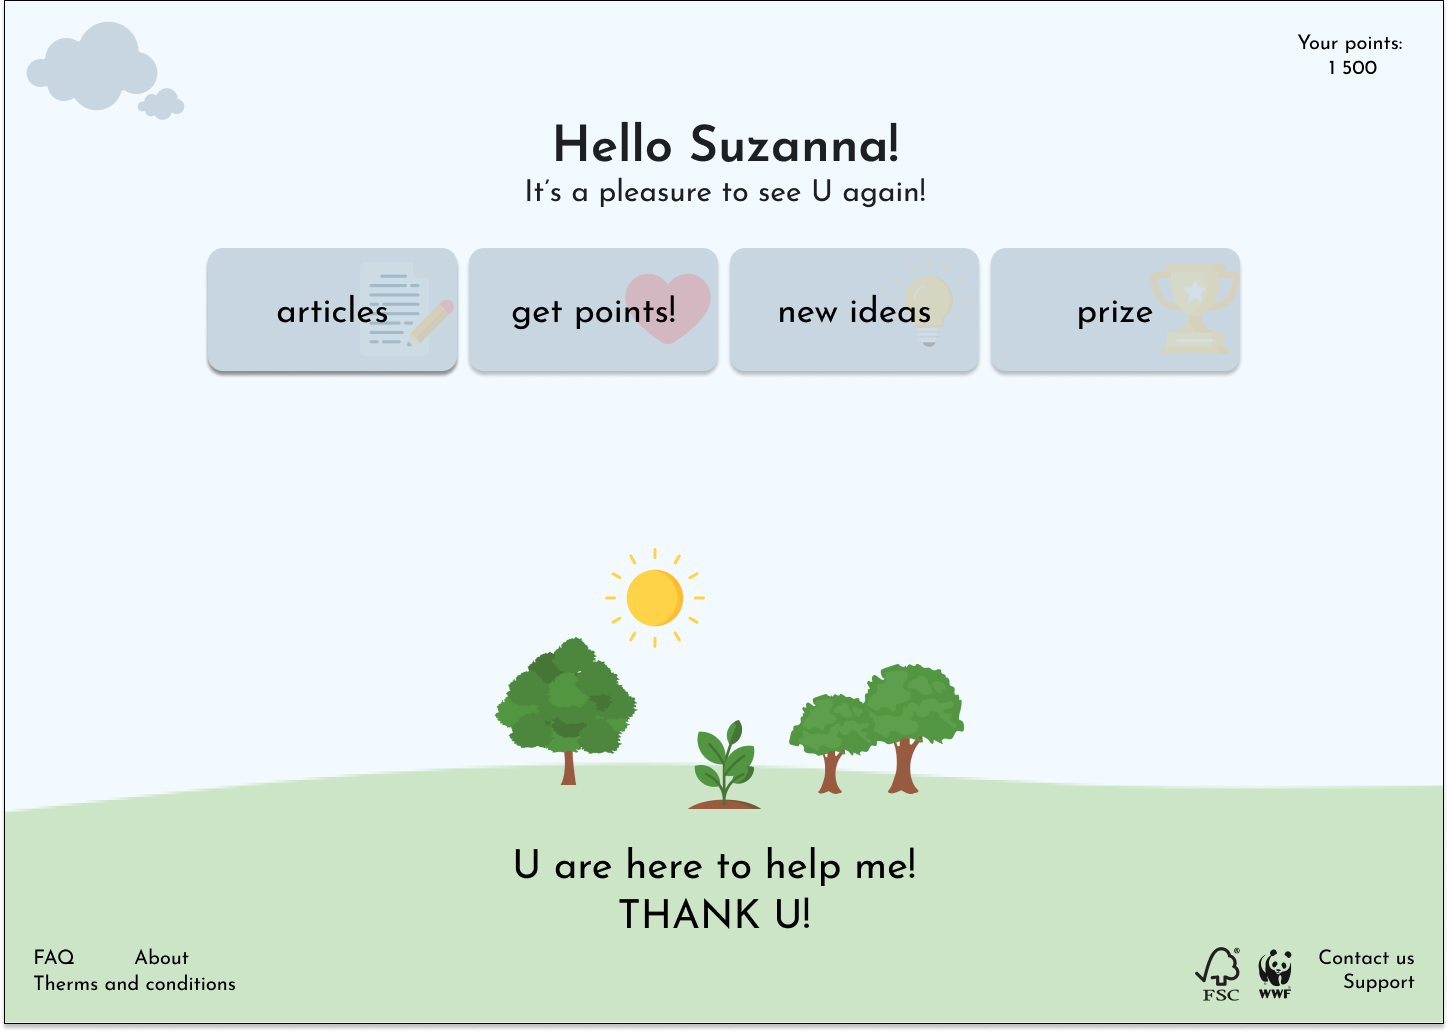 Your points:
1 500
Hello Suzanna!
It's a pleasure to see U again!
articles
get points!
new ideas
prize
U are here to help me!
THANK U!
FAQ
About
Therms and conditions
®
FSC
WWF
Contact us
Support